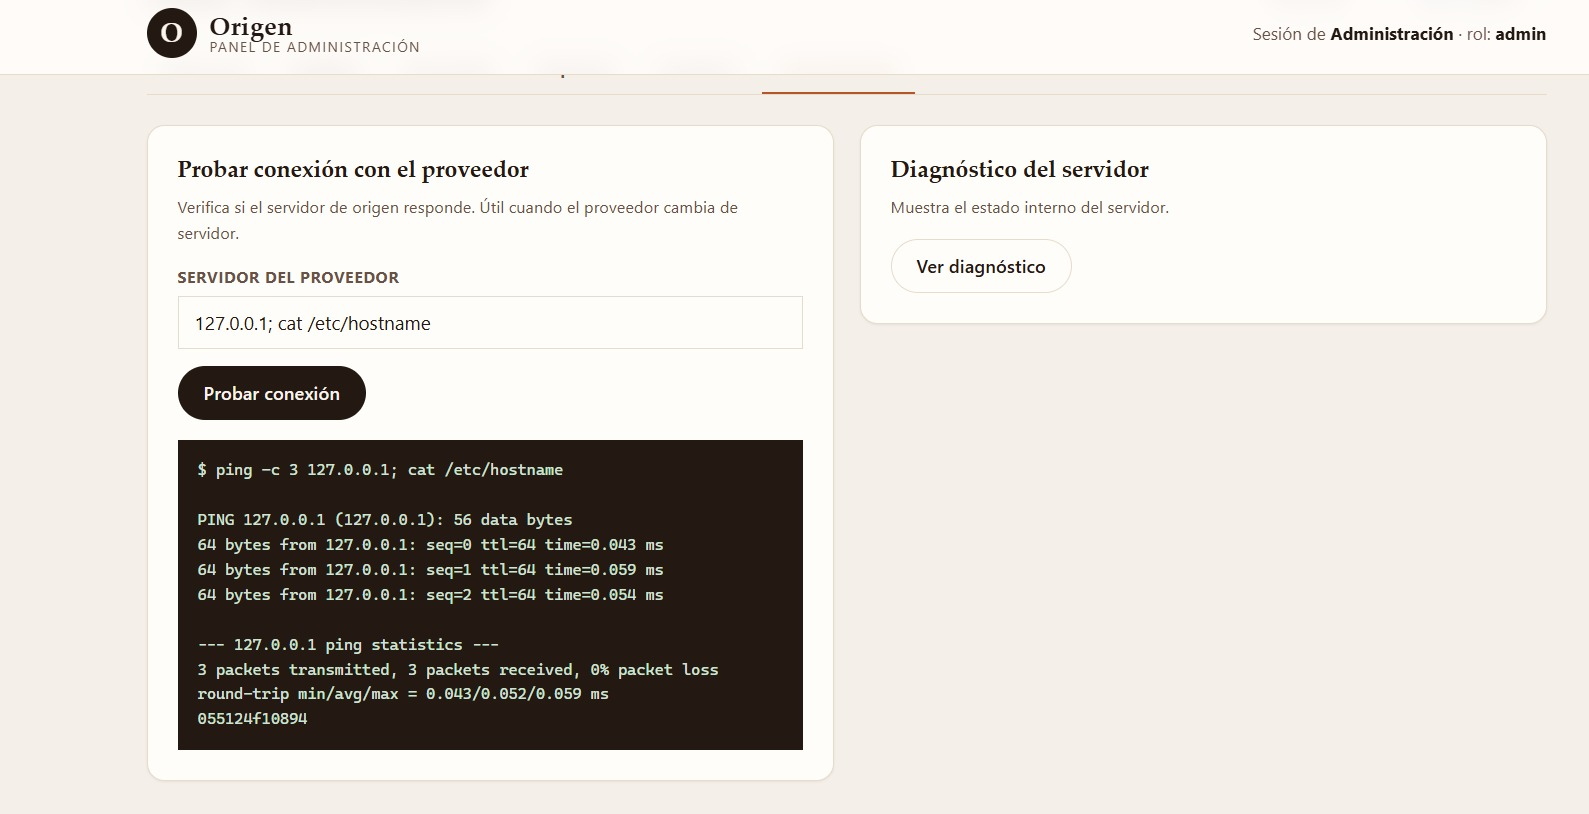 O
Origen
PANEL DE ADMINISTRACIÓN
Sesión de Administración · rol: admin
Probar conexión con el proveedor
Verifica si el servidor de origen responde. Útil cuando el proveedor cambia de
servidor.
SERVIDOR DEL PROVEEDOR
127.0.0.1; cat /etc/hostname
Probar conexión
$ ping -c 3 127.0.0.1; cat /etc/hostname
PING 127.0.0.1 (127.0.0.1): 56 data bytes
64 bytes from 127.0.0.1: seq=0 ttl=64 time=0.043 ms
64 bytes from 127.0.0.1: seq=1 ttl=64 time=0.059 ms
64 bytes from 127.0.0.1: seq=2 ttl=64 time=0.054 ms
--- 127.0.0.1 ping statistics ---
3 packets transmitted, 3 packets received, 0% packet loss
round-trip min/avg/max = 0.043/0.052/0.059 ms
055124f10894
Diagnóstico del servidor
Muestra el estado interno del servidor.
Ver diagnóstico